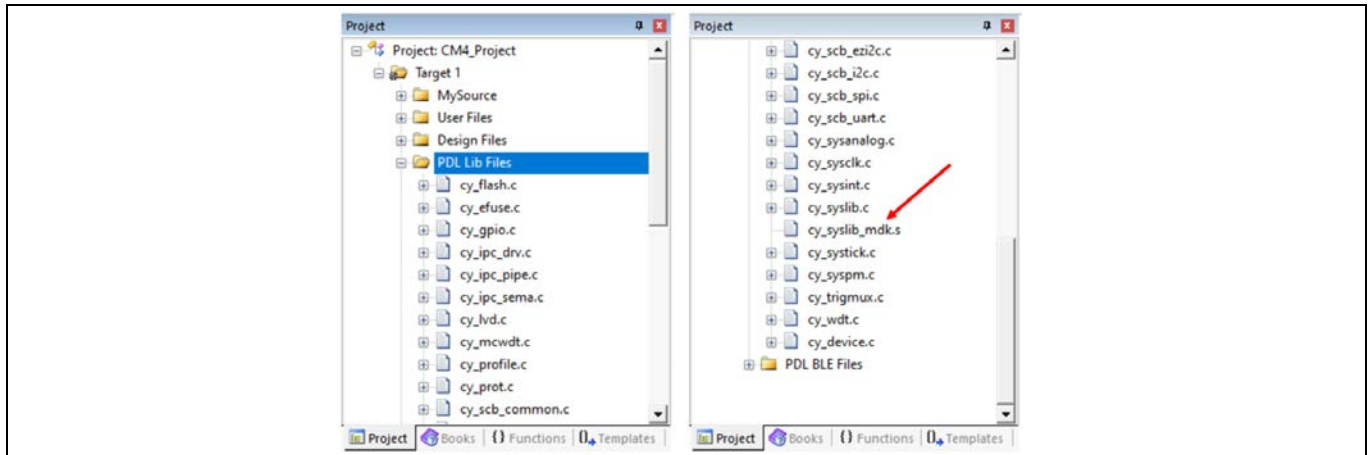 Project
Project: CM4_Project
Target 1
MySource
User Files
Design Files
PDL Lib Files
cy_flash.c
cy_efuse.c
cy_gpio.c
cy_ipc_drv.c
cy_ipc_pipe.c
cy_ipc_sema.c
cy_lvd.c
cy_mcwdt.c
cy_profile.c
cy_prot.c
cy_scb_common.c
Project Books {} Functions 0 Templates
Project
cy_scb_ezi2c.c
cy_scb_i2c.c
cy_scb_spi.c
cy_scb_uart.c
cy_sysanalog.c
cy_sysclk.c
cy_sysint.c
cy_syslib.c
cy_syslib_mdk.s
cy_systick.c
cy_syspm.c
cy_trigmux.c
cy_wdt.c
cy_device.c
PDL BLE Files
Project Books {} Functions 0 Templates